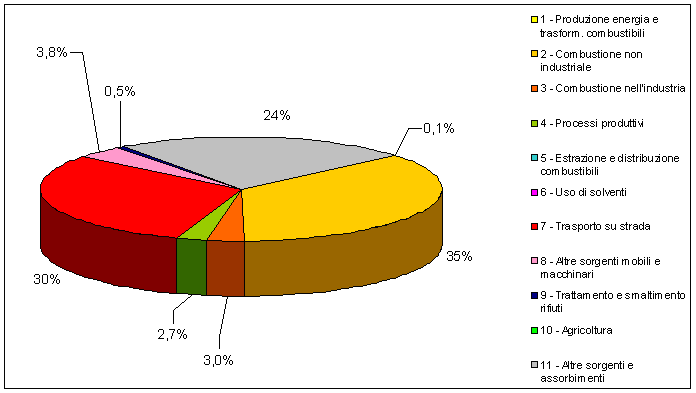 3,8%
0,5%
24%
0,1%
35%
30%
2,7%
3,0%
1 - Produzione energia e
trasform. combustibili
2 - Combustione non
industriale
3 - Combustione nell'industria
4 - Processi produttivi
5 - Estrazione e distribuzione
combustibili
6 - Uso di solventi
7 - Trasporto su strada
8 - Altre sorgenti mobili e
macchinari
9 - Trattamento e smaltimento
rifiuti
10 - Agricoltura
11 - Altre sorgenti e
assorbimenti